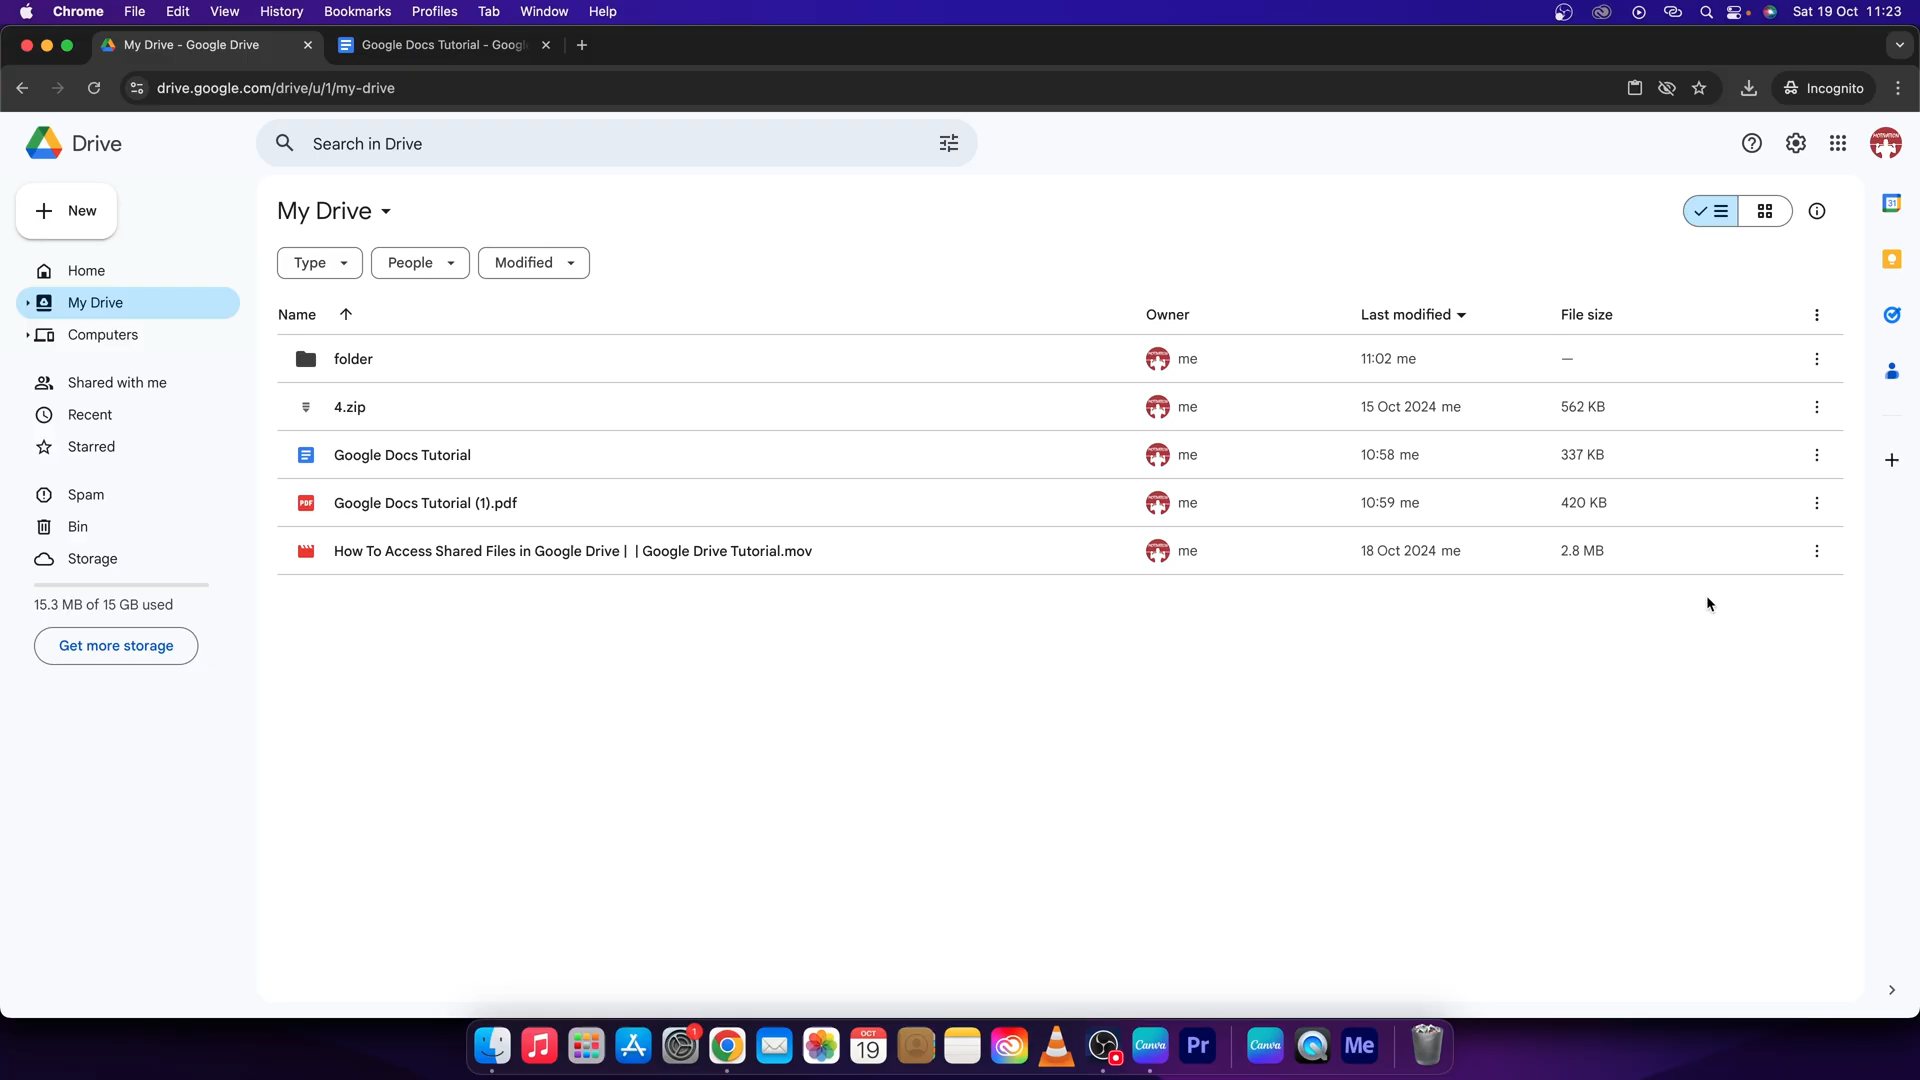 Chrome File Edit View History Bookmarks Profiles Tab Window Help Sat 19 Oct 11:23
My Drive - Google Drive Google Docs Tutorial - Googl
drive.google.com/drive/u/1/my-drive Incognito
Drive Search in Drive
New
Home
My Drive
Computers
Shared with me
Recent
Starred
Spam
Bin
Storage
15.3 MB of 15 GB used
Get more storage
My Drive
Type People Modified
Name Owner Last modified File size
folder me 11:02 me —
4.zip me 15 Oct 2024 me 562 KB
Google Docs Tutorial me 10:58 me 337 KB
PDF Google Docs Tutorial (1).pdf me 10:59 me 420 KB
How To Access Shared Files in Google Drive | | Google Drive Tutorial.mov me 18 Oct 2024 me 2.8 MB
31
1 OCT 19 Canva Pr Canva Me